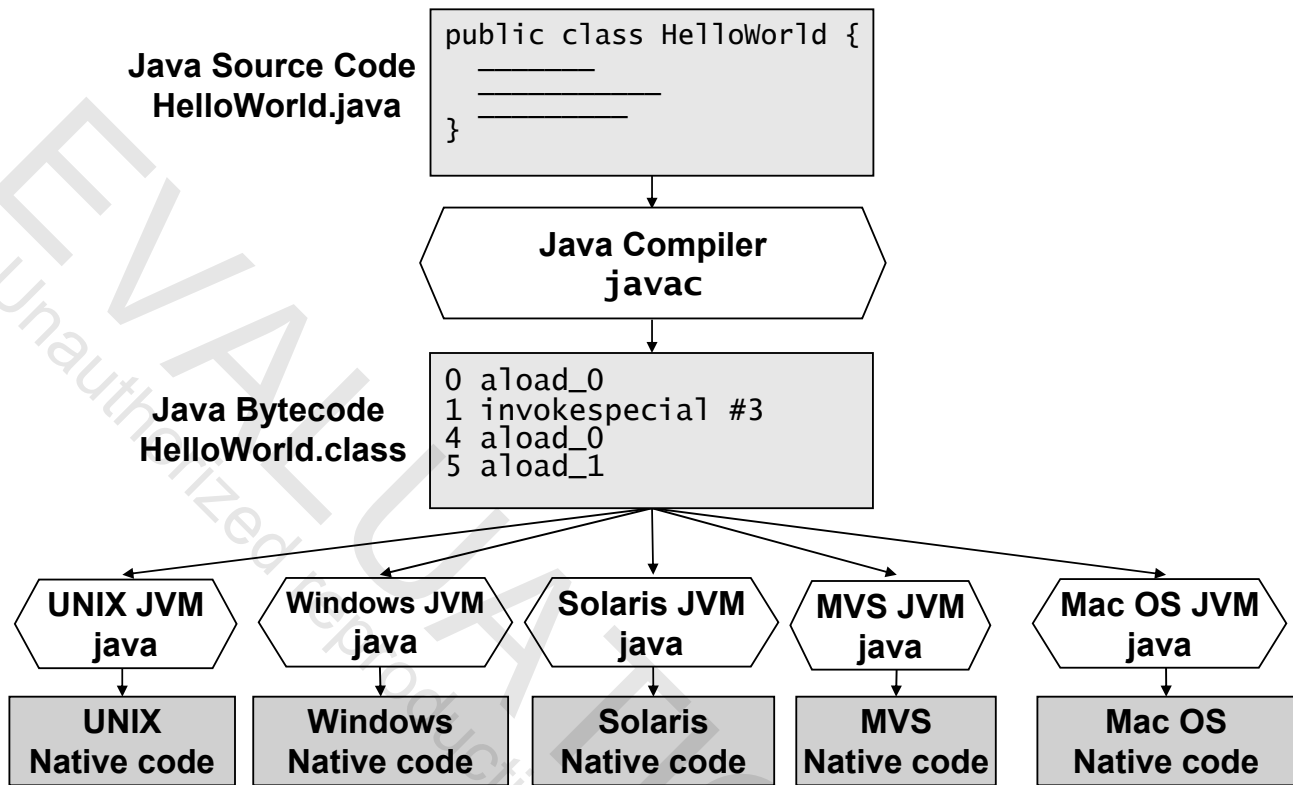 public class HelloWorld {
}
Java Source Code
HelloWorld.java
Java Compiler
javac
Java Bytecode
HelloWorld.class
0 aload_0
1 invokespecial #3
4 aload_0
5 aload_1
UNIX JVM
java
Windows JVM
java
Solaris JVM
java
MVS JVM
java
Mac OS JVM
java
UNIX
Native code
Windows
Native code
Solaris
Native code
MVS
Native code
Mac OS
Native code
Unauthorized